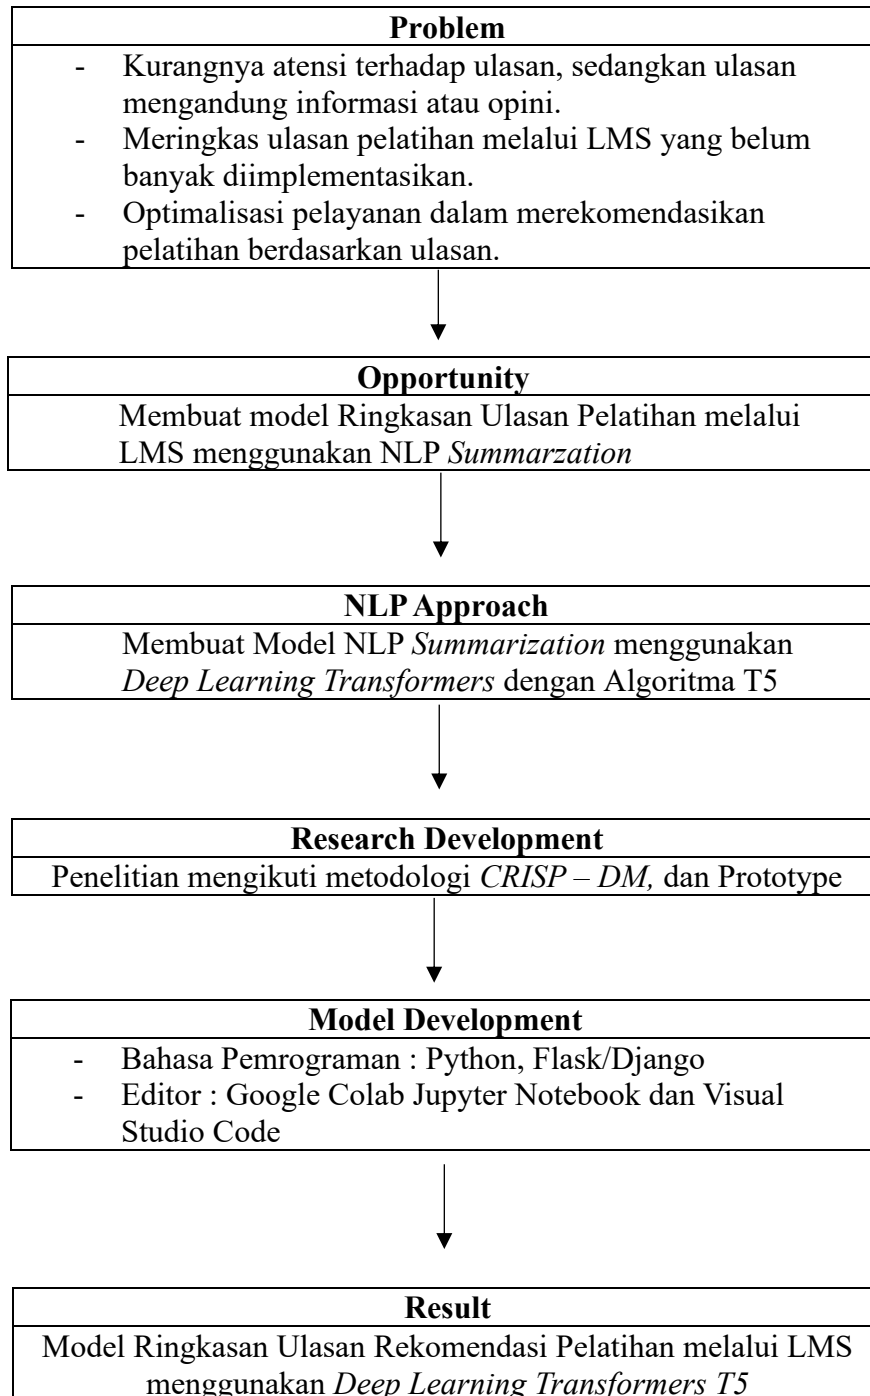 Problem
- Kurangnya atensi terhadap ulasan, sedangkan ulasan
mengandung informasi atau opini.
- Meringkas ulasan pelatihan melalui LMS yang belum
banyak diimplementasikan.
- Optimalisasi pelayanan dalam merekomendasikan
pelatihan berdasarkan ulasan.
Opportunity
Membuat model Ringkasan Ulasan Pelatihan melalui
LMS menggunakan NLP Summarzation
NLP Approach
Membuat Model NLP Summarization menggunakan
Deep Learning Transformers dengan Algoritma T5
Research Development
Penelitian mengikuti metodologi CRISP – DM, dan Prototype
Model Development
- Bahasa Pemrograman : Python, Flask/Django
- Editor : Google Colab Jupyter Notebook dan Visual
Studio Code
Result
Model Ringkasan Ulasan Rekomendasi Pelatihan melalui LMS
menggunakan Deep Learning Transformers T5